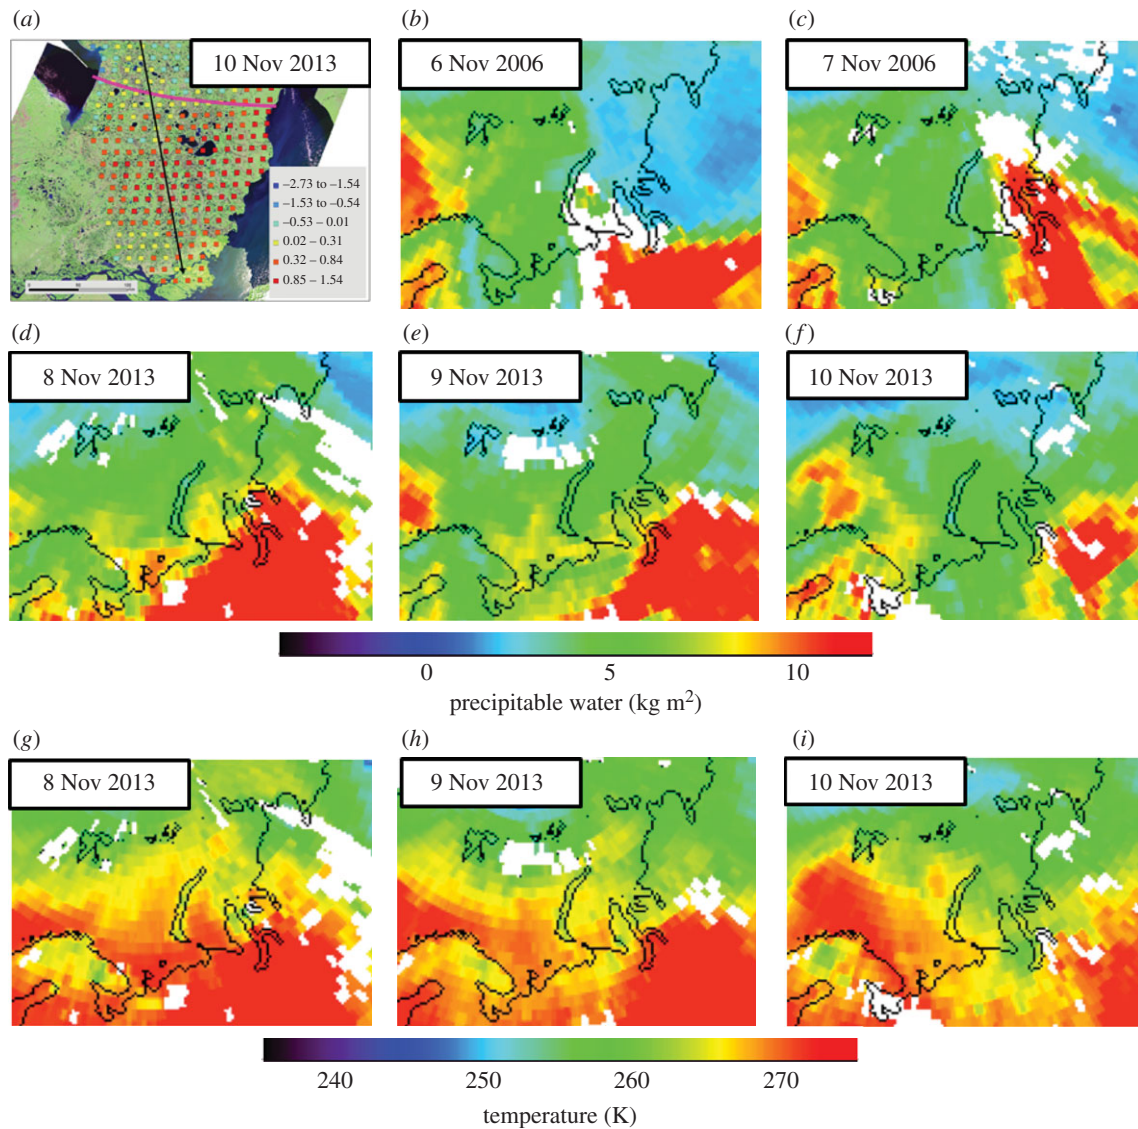 (a)
(b)
(c)
10 Nov 2013
6 Nov 2006
7 Nov 2006
–2.73 to –1.54
–1.53 to –0.54
–0.53 – 0.01
0.02 – 0.31
0.32 – 0.84
0.85 – 1.54
(d)
(e)
(f)
8 Nov 2013
9 Nov 2013
10 Nov 2013
0
5
10
precipitable water (kg m²)
(g)
(h)
(i)
8 Nov 2013
9 Nov 2013
10 Nov 2013
240
250
260
270
temperature (K)